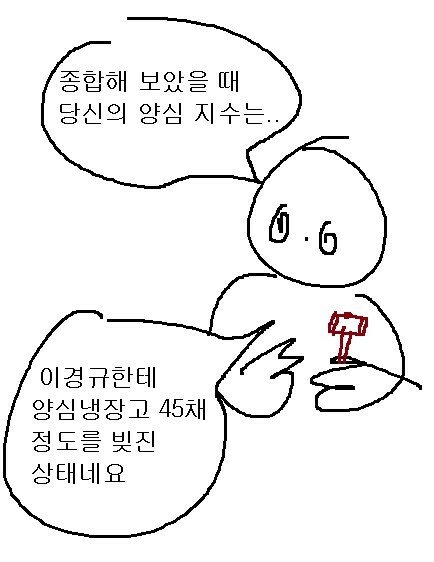 종합해 보았을 때
당신의 양심 지수는..
이경규한테
양심냉장고 45채
정도를 빚진
상태네요